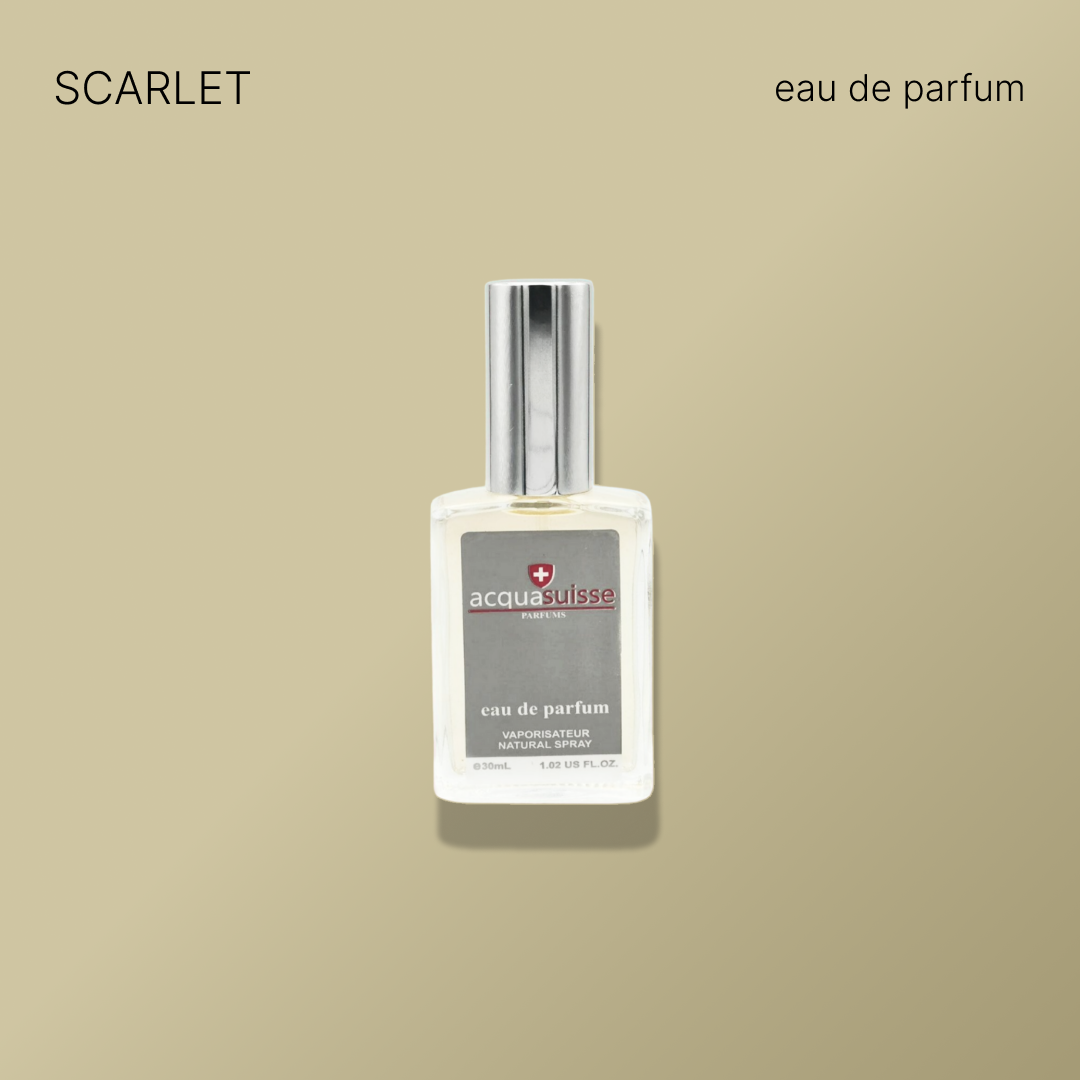 SCARLET
eau de parfum
acquasuisse
PARFUMS
eau de parfum
VAPORISATEUR
NATURAL SPRAY
℮30mL 1.02 US FL.OZ.